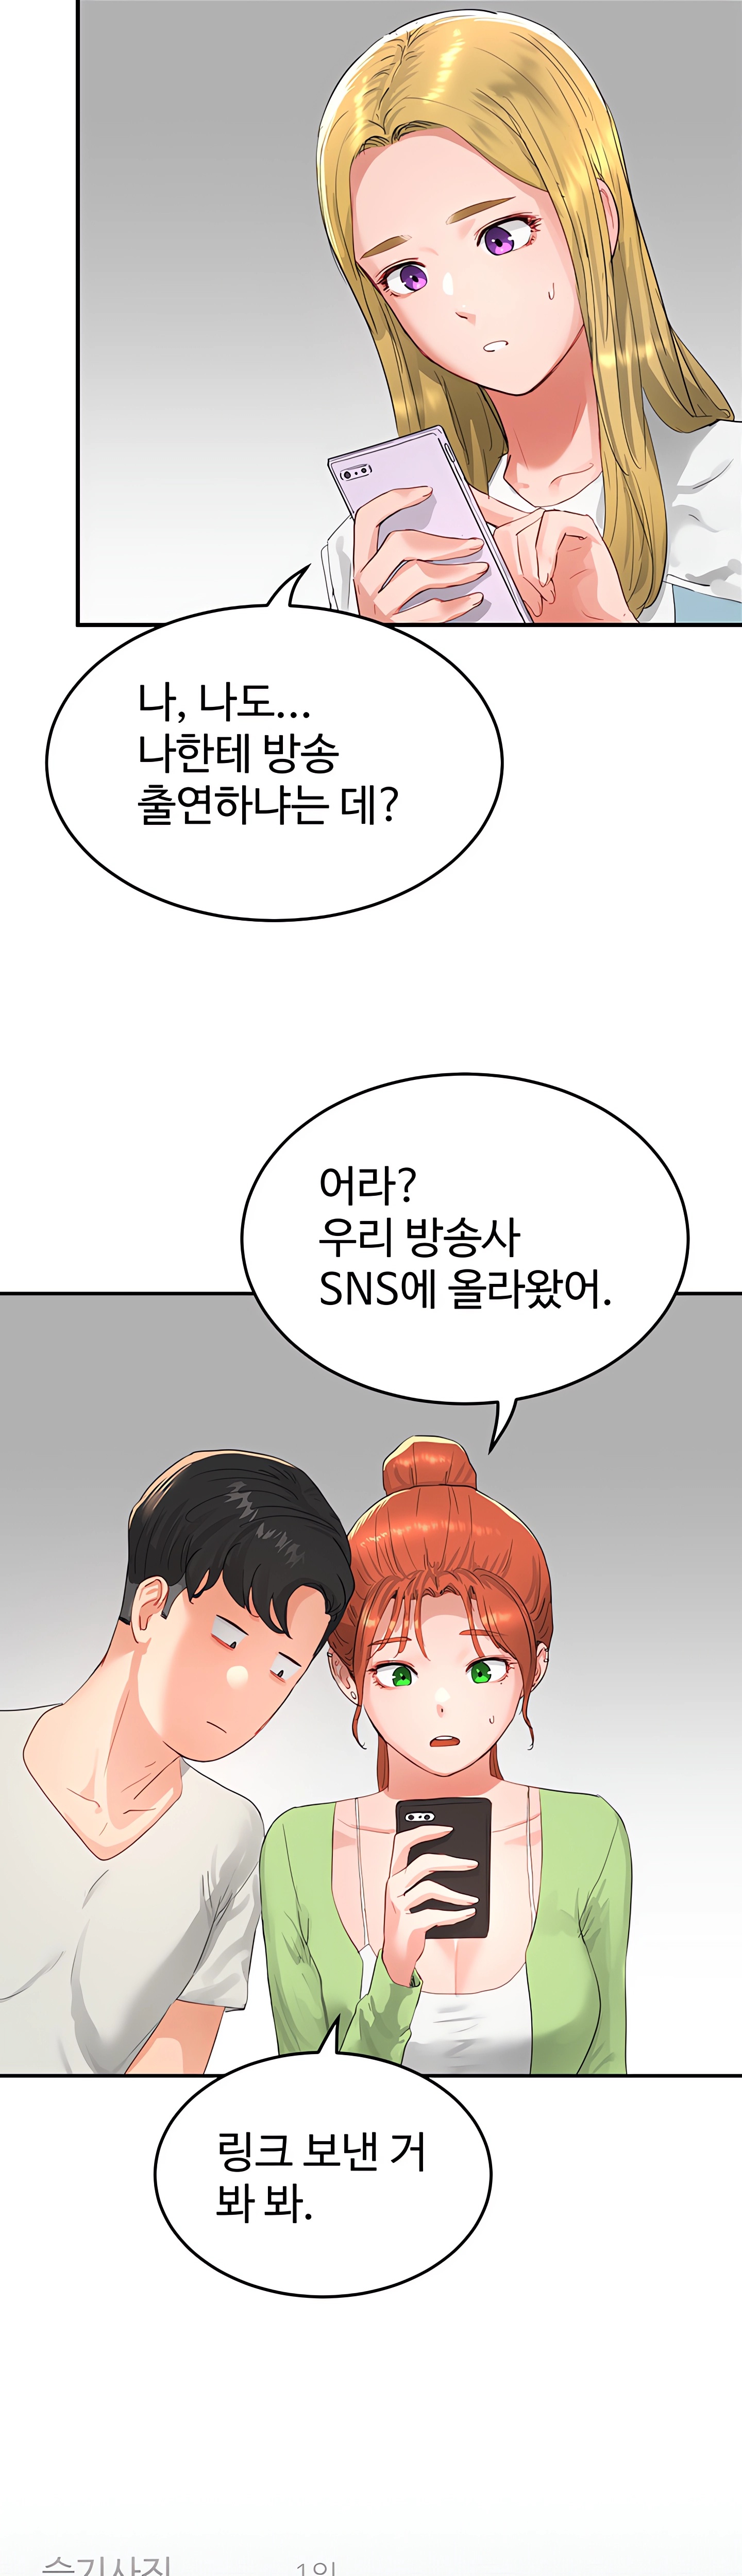 나, 나도...
나한테 방송
출연하냐는 데?
어라?
우리 방송사
SNS에 올라왔어.
링크 보낸 거
봐 봐.